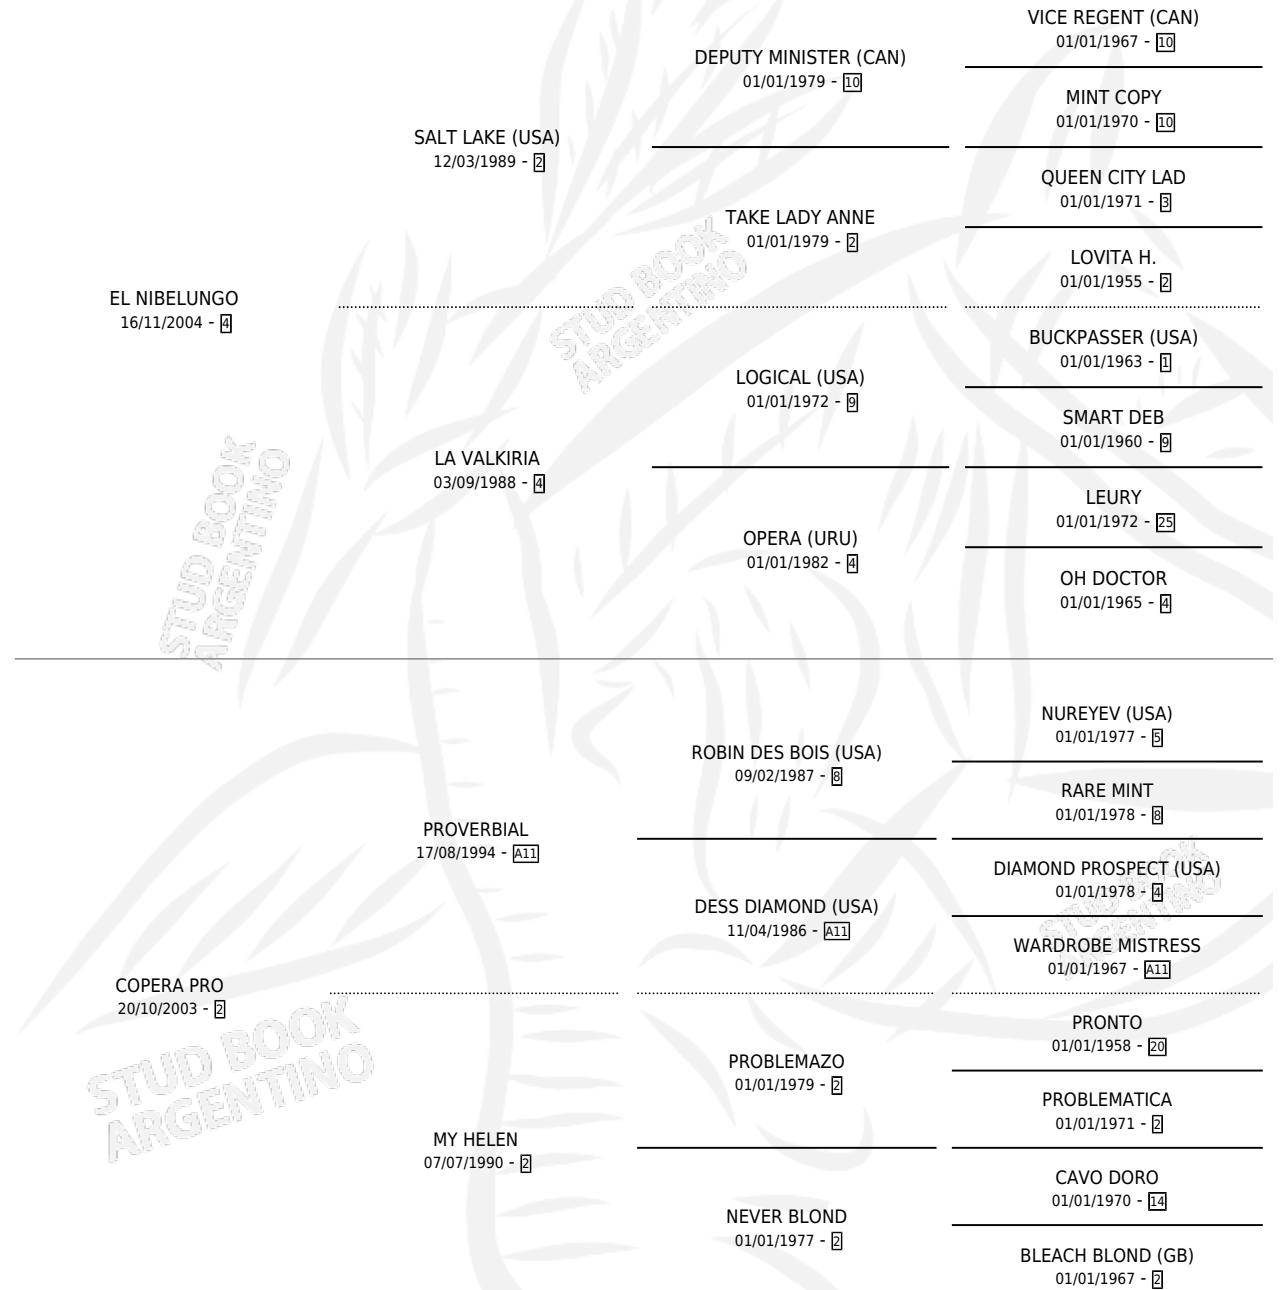 VICE REGENT (CAN)
01/01/1967 - 10
DEPUTY MINISTER (CAN)
01/01/1979 - 10
MINT COPY
01/01/1970 - 10
SALT LAKE (USA)
12/03/1989 - 2
QUEEN CITY LAD
01/01/1971 - 3
TAKE LADY ANNE
01/01/1979 - 2
LOVITA H.
01/01/1955 - 2
EL NIBELUNGO
16/11/2004 - 4
BUCKPASSER (USA)
01/01/1963 - 1
LOGICAL (USA)
01/01/1972 - 9
SMART DEB
01/01/1960 - 9
LA VALKIRIA
03/09/1988 - 4
LEURY
01/01/1972 - 25
OPERA (URU)
01/01/1982 - 4
OH DOCTOR
01/01/1965 - 4
STUD BOOK
ARGENTINO
STUD BOOK
ARGENTINO
NUREYEV (USA)
01/01/1977 - 5
ROBIN DES BOIS (USA)
09/02/1987 - 8
RARE MINT
01/01/1978 - 8
PROVERBIAL
17/08/1994 - A11
DIAMOND PROSPECT (USA)
01/01/1978 - 4
DESS DIAMOND (USA)
11/04/1986 - A11
WARDROBE MISTRESS
01/01/1967 - A11
COPERA PRO
20/10/2003 - 2
PRONTO
01/01/1958 - 20
PROBLEMAZO
01/01/1979 - 2
PROBLEMATICA
01/01/1971 - 2
MY HELEN
07/07/1990 - 2
CAVO DORO
01/01/1970 - 14
NEVER BLOND
01/01/1977 - 2
BLEACH BLOND (GB)
01/01/1967 - 2
STUD BOOK
ARGENTINO
STUD BOOK
ARGENTINO